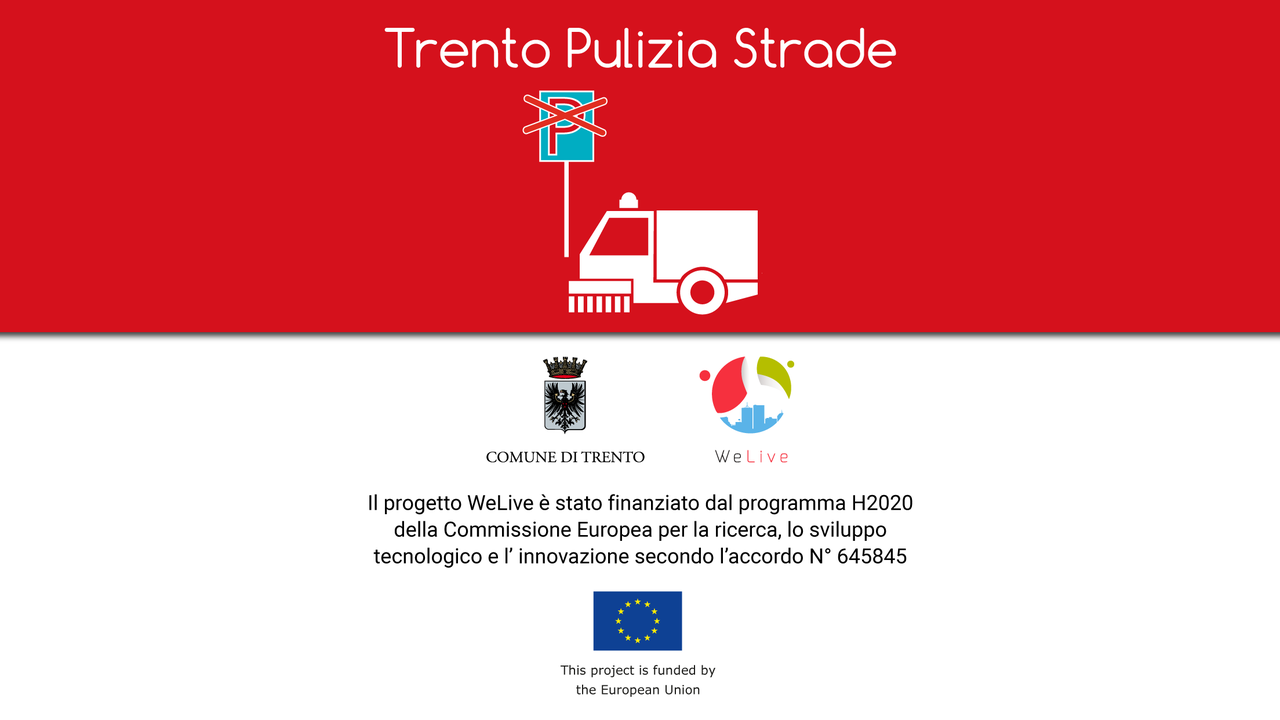 Trento Pulizia Strade
P
COMUNE DI TRENTO
WeLive
Il progetto WeLive è stato finanziato dal programma H2020
della Commissione Europea per la ricerca, lo sviluppo
tecnologico e l’ innovazione secondo l’accordo N° 645845
This project is funded by
the European Union